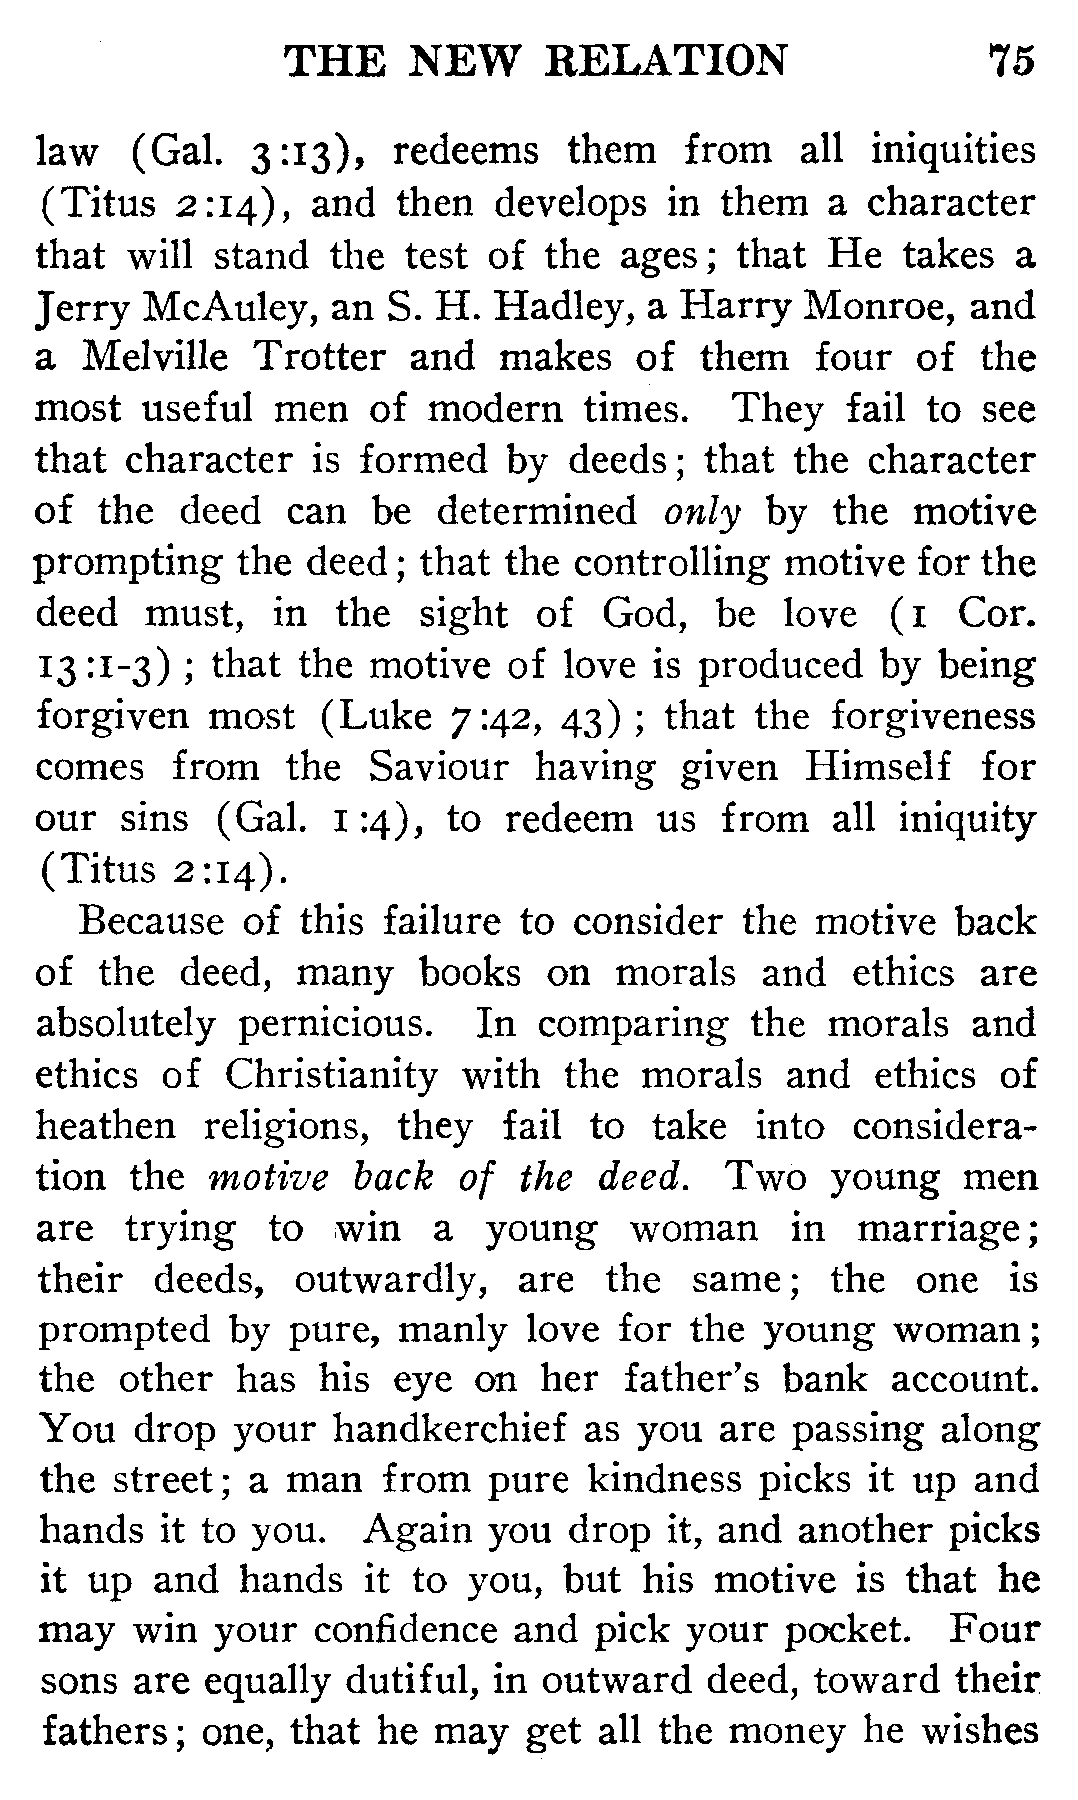 THE NEW RELATION 75
law (Gal. 3:13), redeems them from all iniquities
(Titus 2:14), and then develops in them a character
that will stand the test of the ages; that He takes a
Jerry McAuley, an S. H. Hadley, a Harry Monroe, and
a Melville Trotter and makes of them four of the
most useful men of modern times. They fail to see
that character is formed by deeds; that the character
of the deed can be determined only by the motive
prompting the deed; that the controlling motive for the
deed must, in the sight of God, be love (1 Cor.
13:1-3); that the motive of love is produced by being
forgiven most (Luke 7:42, 43); that the forgiveness
comes from the Saviour having given Himself for
our sins (Gal. 1:4), to redeem us from all iniquity
(Titus 2:14).
Because of this failure to consider the motive back
of the deed, many books on morals and ethics are
absolutely pernicious. In comparing the morals and
ethics of Christianity with the morals and ethics of
heathen religions, they fail to take into considera-
tion the motive back of the deed. Two young men
are trying to win a young woman in marriage;
their deeds, outwardly, are the same; the one is
prompted by pure, manly love for the young woman;
the other has his eye on her father's bank account.
You drop your handkerchief as you are passing along
the street; a man from pure kindness picks it up and
hands it to you. Again you drop it, and another picks
it up and hands it to you, but his motive is that he
may win your confidence and pick your pocket. Four
sons are equally dutiful, in outward deed, toward their
fathers; one, that he may get all the money he wishes